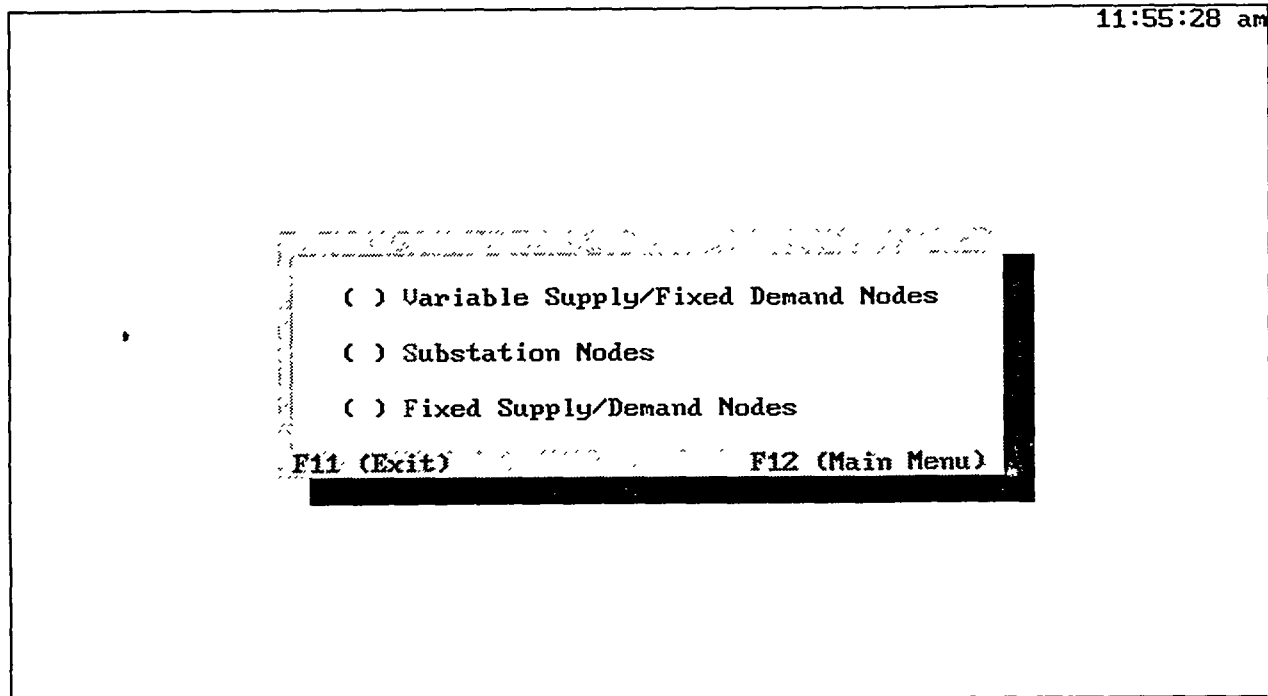 11:55:28 am
( ) Variable Supply/Fixed Demand Nodes
( ) Substation Nodes
( ) Fixed Supply/Demand Nodes
F11 (Exit) F12 (Main Menu)